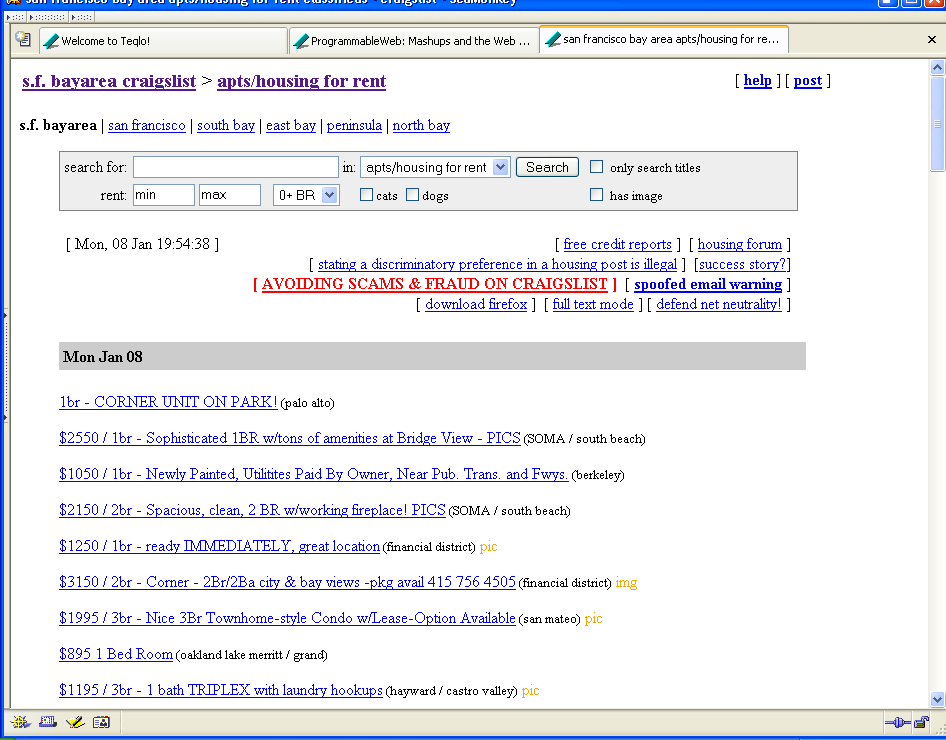 san francisco bay area apts/housing for rent classifieds - craigslist - SeaMonkey
Welcome to Teqlo!
ProgrammableWeb: Mashups and the Web ...
san francisco bay area apts/housing for re...
s.f. bayarea craigslist > apts/housing for rent
[ help ] [ post ]
s.f. bayarea | san francisco | south bay | east bay | peninsula | north bay
search for: in: apts/housing for rent Search only search titles
rent: min max 0+ BR cats dogs has image
[ Mon, 08 Jan 19:54:38 ] [ free credit reports ] [ housing forum ]
[ stating a discriminatory preference in a housing post is illegal ] [success story?]
[ AVOIDING SCAMS & FRAUD ON CRAIGSLIST ] [ spoofed email warning ]
[ download firefox ] [ full text mode ] [ defend net neutrality! ]
Mon Jan 08
1br - CORNER UNIT ON PARK! (palo alto)
$2550 / 1br - Sophisticated 1BR w/tons of amenities at Bridge View - PICS (SOMA / south beach)
$1050 / 1br - Newly Painted, Utilitites Paid By Owner, Near Pub. Trans. and Fwys. (berkeley)
$2150 / 2br - Spacious, clean, 2 BR w/working fireplace! PICS (SOMA / south beach)
$1250 / 1br - ready IMMEDIATELY, great location (financial district) pic
$3150 / 2br - Corner - 2Br/2Ba city & bay views -pkg avail 415 756 4505 (financial district) img
$1995 / 3br - Nice 3Br Townhome-style Condo w/Lease-Option Available (san mateo) pic
$895 1 Bed Room (oakland lake merritt / grand)
$1195 / 3br - 1 bath TRIPLEX with laundry hookups (hayward / castro valley) pic